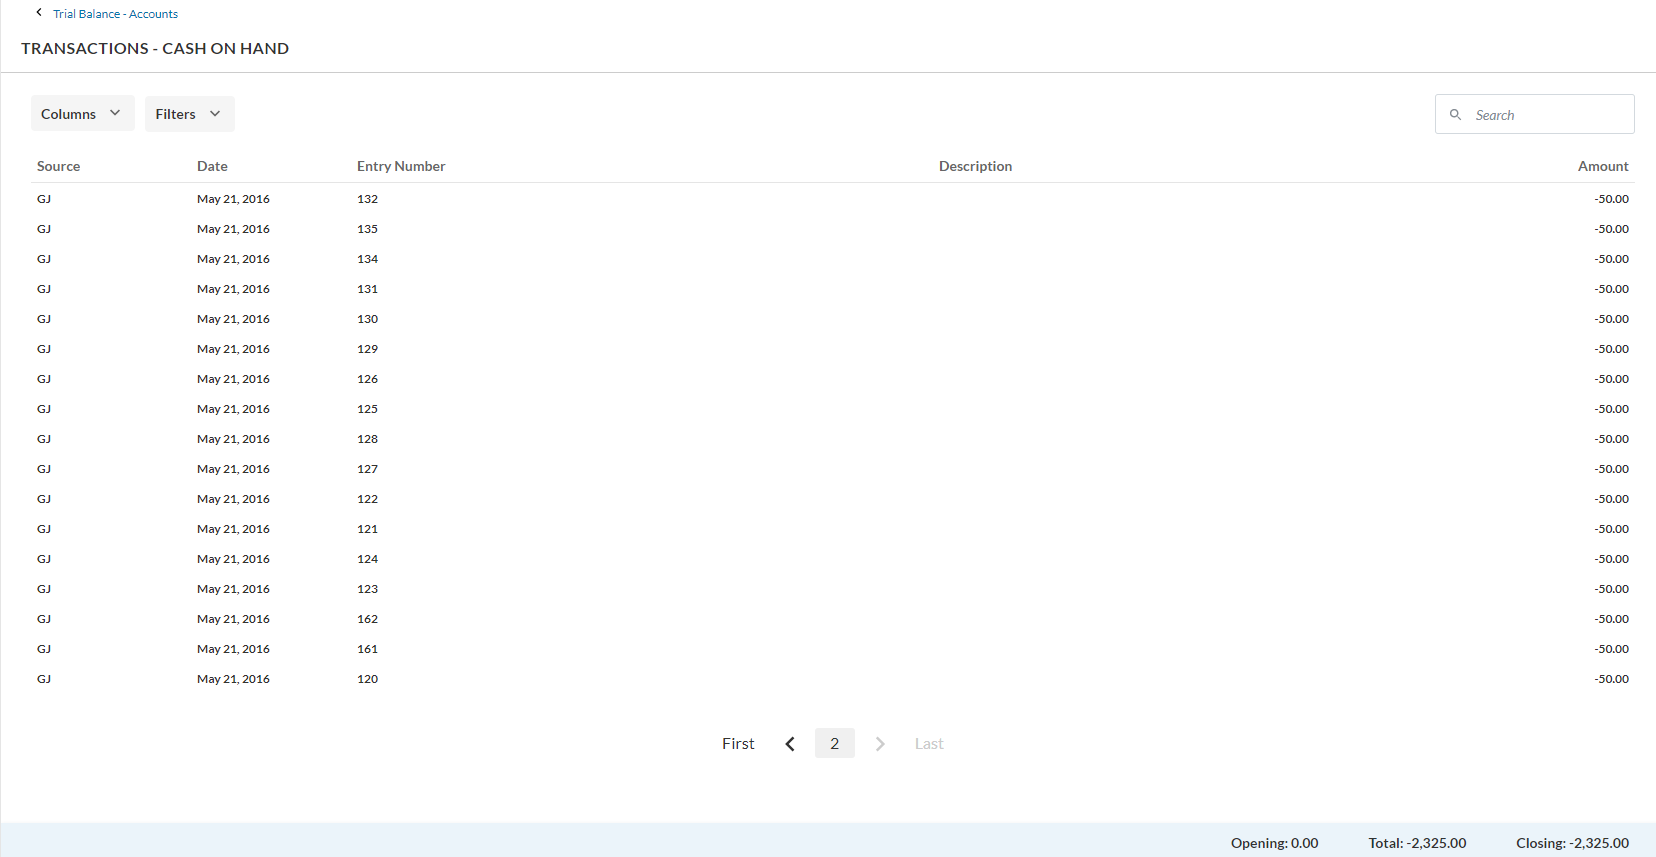 Trial Balance - Accounts
TRANSACTIONS - CASH ON HAND
Columns Filters Search
Source Date Entry Number Description Amount
GJ May 21, 2016 132 -50.00
GJ May 21, 2016 135 -50.00
GJ May 21, 2016 134 -50.00
GJ May 21, 2016 131 -50.00
GJ May 21, 2016 130 -50.00
GJ May 21, 2016 129 -50.00
GJ May 21, 2016 126 -50.00
GJ May 21, 2016 125 -50.00
GJ May 21, 2016 128 -50.00
GJ May 21, 2016 127 -50.00
GJ May 21, 2016 122 -50.00
GJ May 21, 2016 121 -50.00
GJ May 21, 2016 124 -50.00
GJ May 21, 2016 123 -50.00
GJ May 21, 2016 162 -50.00
GJ May 21, 2016 161 -50.00
GJ May 21, 2016 120 -50.00
First 2 Last
Opening: 0.00 Total: -2,325.00 Closing: -2,325.00